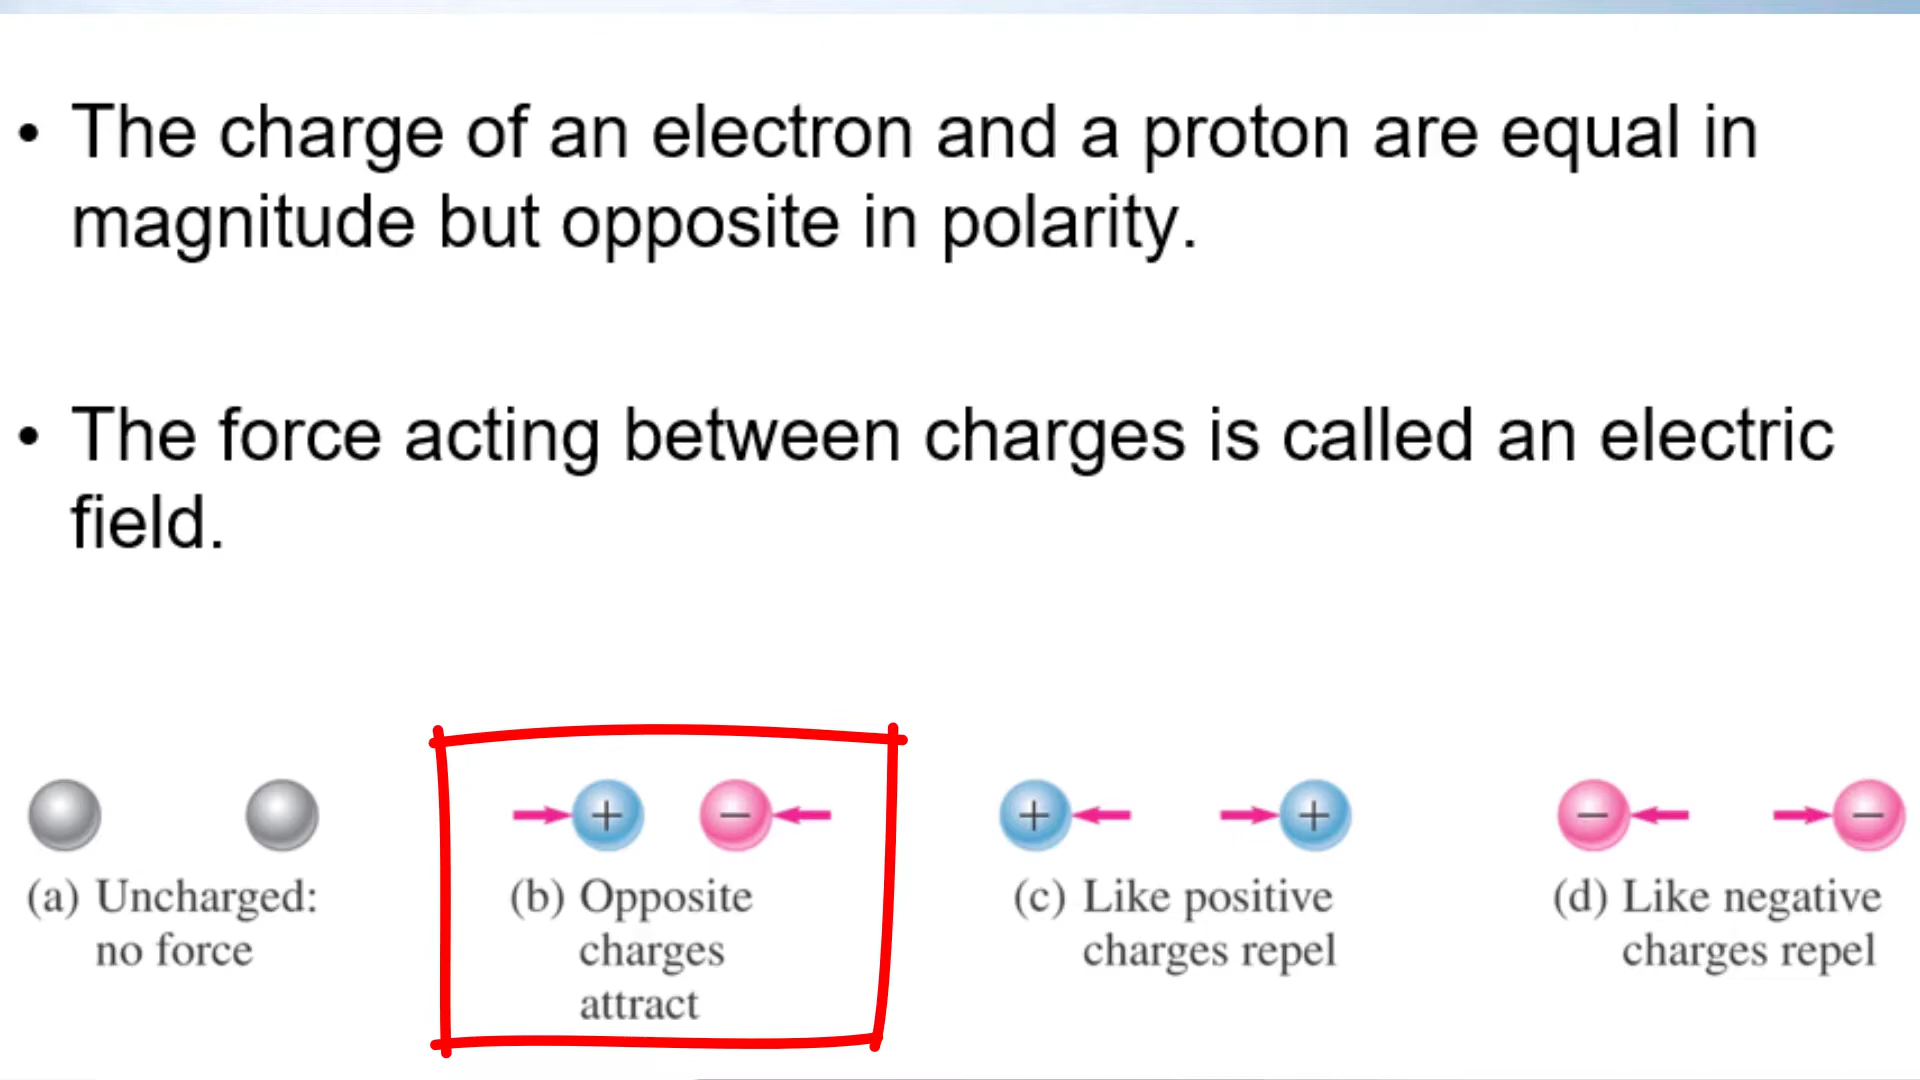 • The charge of an electron and a proton are equal in
magnitude but opposite in polarity.
• The force acting between charges is called an electric
field.
+ −
+ +
− −
(a) Uncharged:
no force
(b) Opposite
charges
attract
(c) Like positive
charges repel
(d) Like negative
charges repel